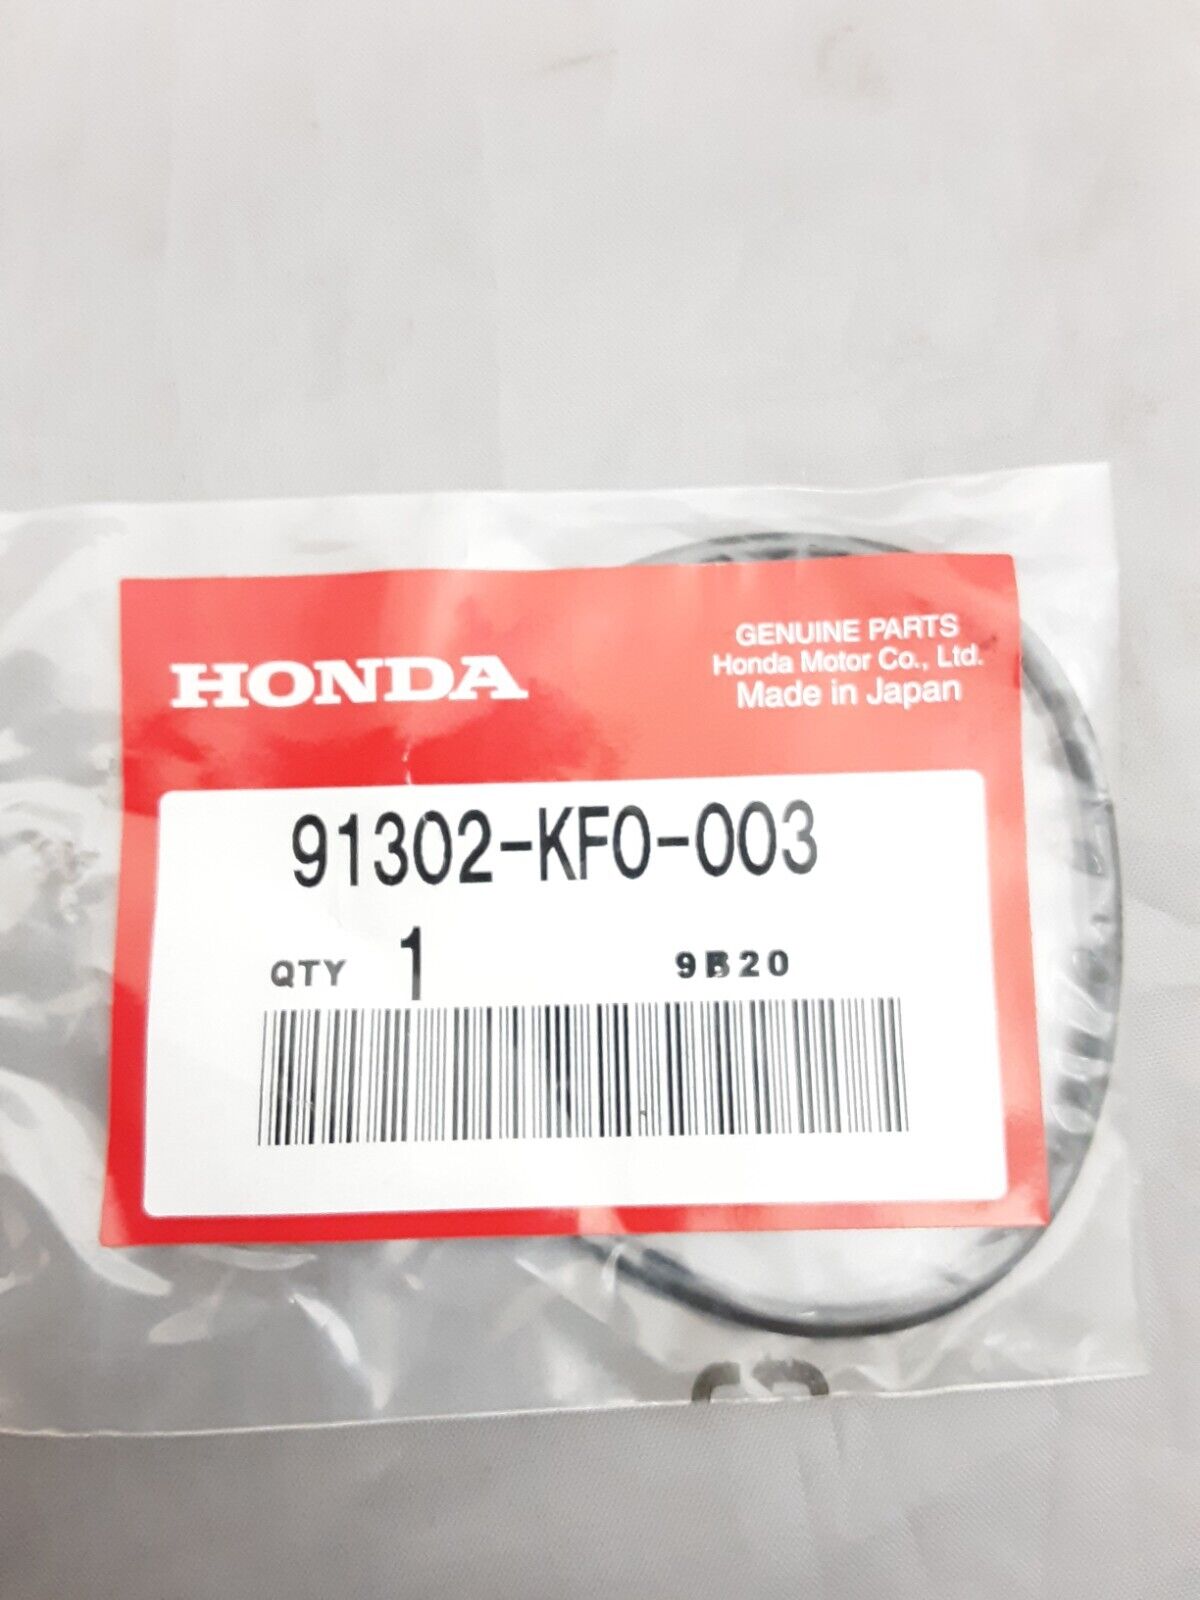 HONDA
GENUINE PARTS
Honda Motor Co., Ltd.
Made in Japan
91302-KF0-003
QTY 1 9B20